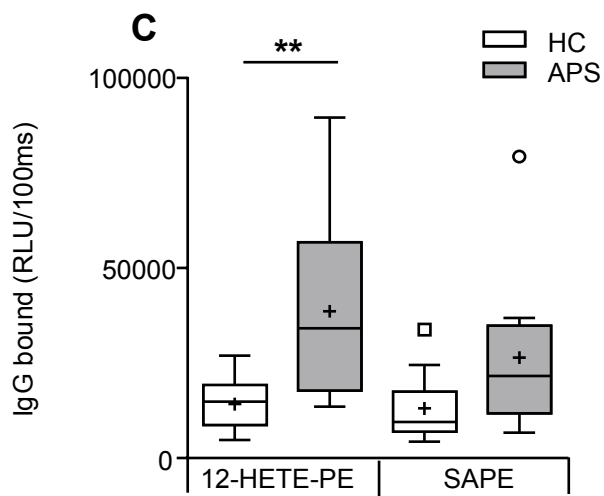 C
HC
APS
**
100000
50000
0
IgG bound (RLU/100ms)
12-HETE-PE
SAPE